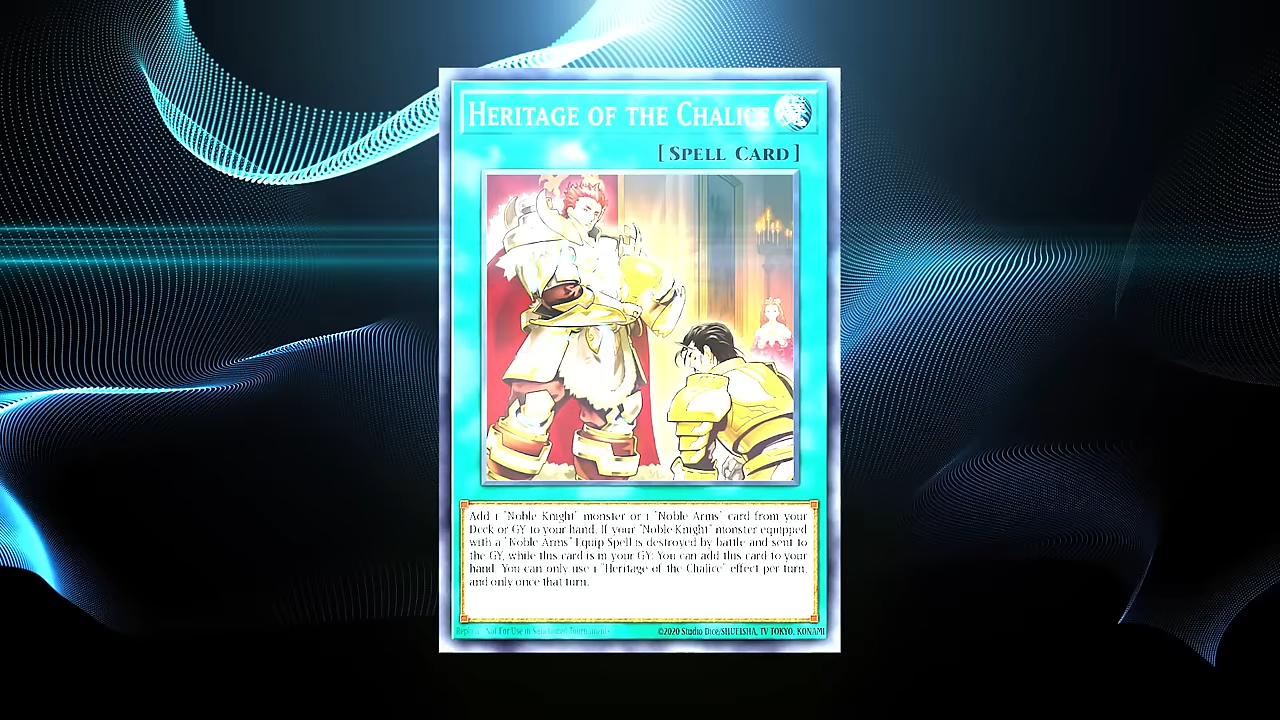 HERITAGE OF THE CHALICE
[ SPELL CARD ]
Add 1 "Noble Knight" monster or 1 "Noble Arms" card from your
Deck or GY to your hand. If your "Noble Knight" monster equipped
with a "Noble Arms" Equip Spell is destroyed by battle and sent to
the GY, while this card is in your GY: You can add this card to your
hand. You can only use 1 "Heritage of the Chalice" effect per turn,
and only once that turn.
Not For Use in Sanctioned Tournaments
©2020 Studio Dice/SHUEISHA, TV TOKYO, KONAMI